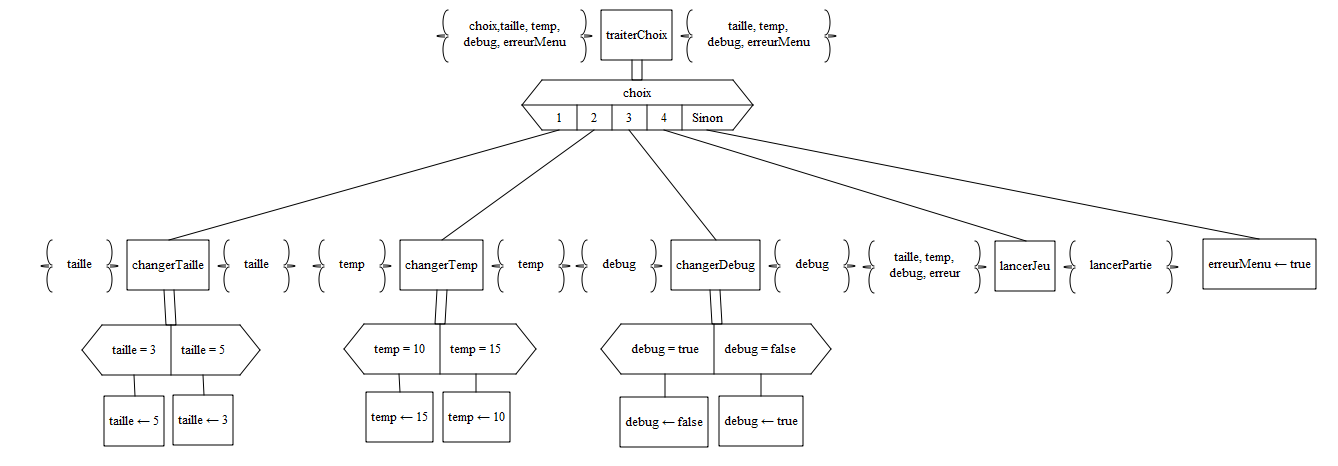 choix,taille, temp,
debug, erreurMenu
traiterChoix
taille, temp,
debug, erreurMenu
choix
1 2 3 4 Sinon
taille
changerTaille
taille
temp
changerTemp
temp
debug
changerDebug
debug
taille, temp,
debug, erreur
lancerJeu
lancerPartie
erreurMenu ← true
taille = 3
taille = 5
temp = 10
temp = 15
debug = true
debug = false
taille ← 5
taille ← 3
temp ← 15
temp ← 10
debug ← false
debug ← true